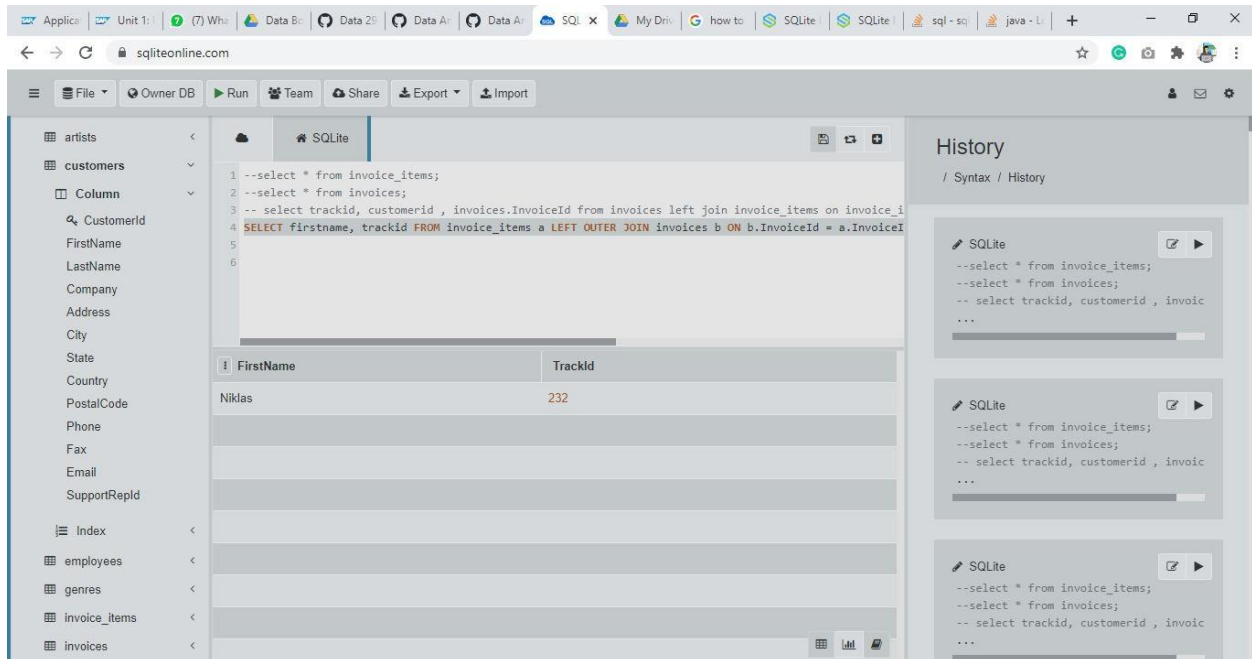 Applica
Unit 1:
(7) Wha
Data Bo
Data 29
Data Ar
Data Ar
SQL
My Driv
how to
SQLite
SQLite
sql - sql
java - Lo
sqliteonline.com
File
Owner DB
Run
Team
Share
Export
Import
artists
customers
Column
CustomerId
FirstName
LastName
Company
Address
City
State
Country
PostalCode
Phone
Fax
Email
SupportRepId
Index
employees
genres
invoice_items
invoices
SQLite
1 --select * from invoice_items;
2 --select * from invoices;
3 -- select trackid, customerid , invoices.InvoiceId from invoices left join invoice_items on invoice_i
4 SELECT firstname, trackid FROM invoice_items a LEFT OUTER JOIN invoices b ON b.InvoiceId = a.InvoiceI
5
6
FirstName TrackId
Niklas 232
History
/ Syntax / History
SQLite
--select * from invoice_items;
--select * from invoices;
-- select trackid, customerid , invoic
...
SQLite
--select * from invoice_items;
--select * from invoices;
-- select trackid, customerid , invoic
...
SQLite
--select * from invoice_items;
--select * from invoices;
-- select trackid, customerid , invoic
...